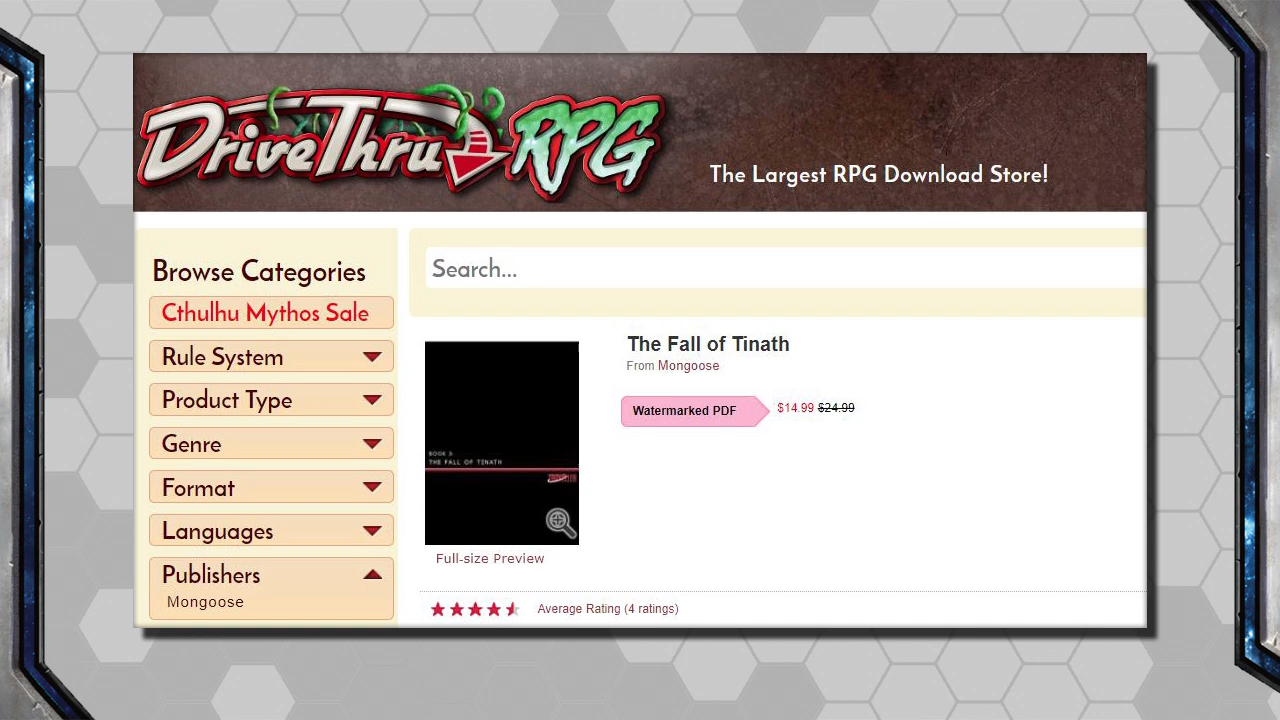 DriveThru RPG
The Largest RPG Download Store!
Browse Categories
Cthulhu Mythos Sale
Rule System
Product Type
Genre
Format
Languages
Publishers
Mongoose
Search...
The Fall of Tinath
From Mongoose
Watermarked PDF $14.99 $24.99
BOOK 3:
THE FALL OF TINATH
Full-size Preview
Average Rating (4 ratings)